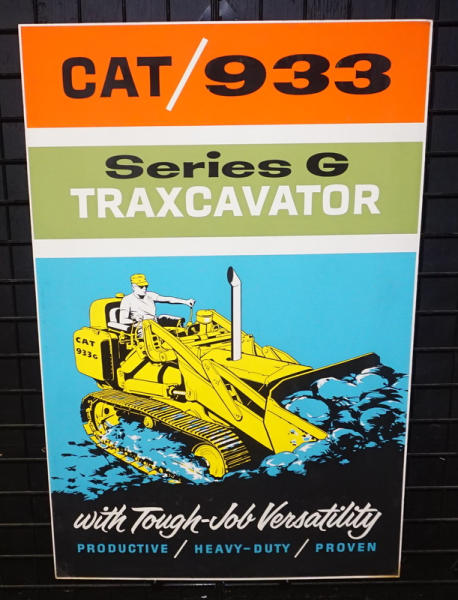 CAT/933
Series G
TRAXCAVATOR
CAT
933G
with Tough-Job Versatility
PRODUCTIVE / HEAVY-DUTY / PROVEN